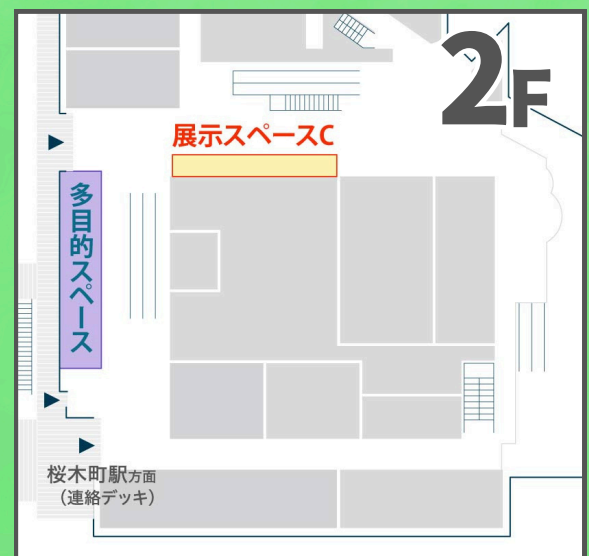 2F
展示スペースC
多目的スペース
桜木町駅方面
（連絡デッキ）